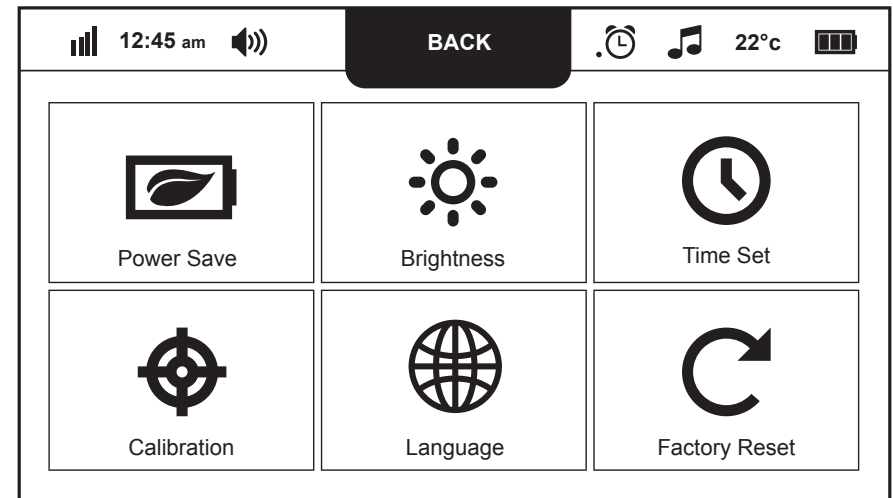 12:45 am BACK 22°c
Power Save Brightness Time Set
Calibration Language Factory Reset